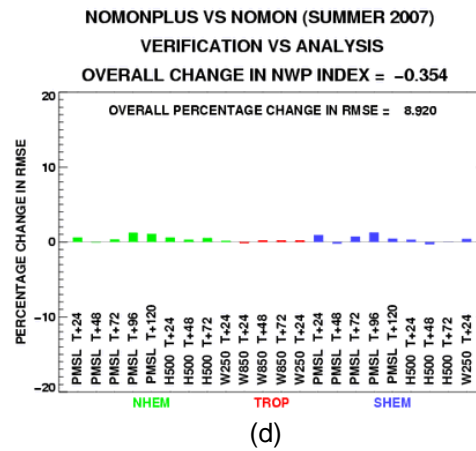 NOMONPLUS VS NOMON (SUMMER 2007)
VERIFICATION VS ANALYSIS
OVERALL CHANGE IN NWP INDEX = −0.354
OVERALL PERCENTAGE CHANGE IN RMSE = 8.920
PERCENTAGE CHANGE IN RMSE
20
10
0
−10
−20
PMSL T+24
PMSL T+48
PMSL T+72
PMSL T+96
PMSL T+120
H500 T+24
H500 T+48
H500 T+72
W250 T+24
W850 T+24
W850 T+48
W850 T+72
W250 T+24
PMSL T+24
PMSL T+48
PMSL T+72
PMSL T+96
PMSL T+120
H500 T+24
H500 T+48
H500 T+72
W250 T+24
NHEM
TROP
SHEM
(d)